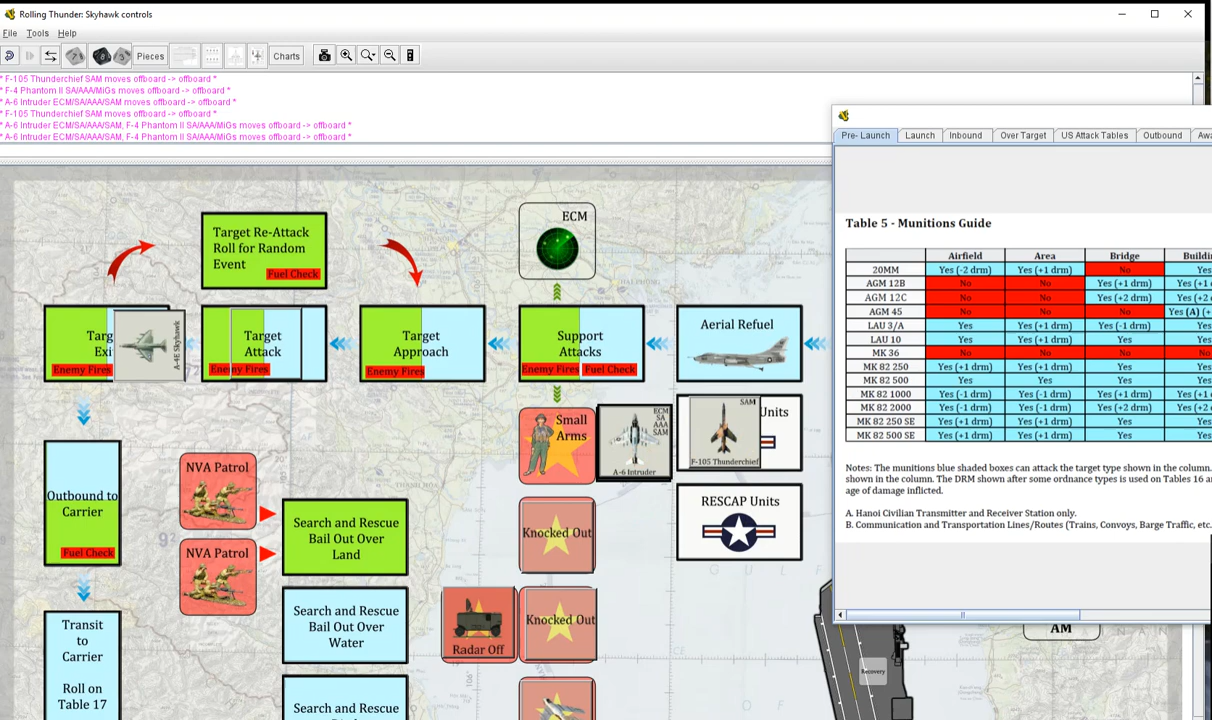 Rolling Thunder: Skyhawk controls
File Tools Help
Pieces Charts
* F-105 Thunderchief SAM moves offboard -> offboard *
* F-4 Phantom II SA/AAA/MiGs moves offboard -> offboard *
* A-6 Intruder ECM/SA/AAA/SAM moves offboard -> offboard *
* F-105 Thunderchief SAM moves offboard -> offboard *
* A-6 Intruder ECM/SA/AAA/SAM, F-4 Phantom II SA/AAA/MiGs moves offboard -> offboard *
* A-6 Intruder ECM/SA/AAA/SAM, F-4 Phantom II SA/AAA/MiGs moves offboard -> offboard *
Target Re-Attack
Roll for Random
Event
Fuel Check
ECM
Targ
Exi
Enemy Fires
A-4E Skyhawk
Target
Attack
Enemy Fires
Target
Approach
Enemy Fires
Support
Attacks
Enemy Fires Fuel Check
Aerial Refuel
Small
Arms
ECM
SA
AAA
SAM
A-6 Intruder
SAM
F-105 Thunderchief
Units
RESCAP Units
Outbound to
Carrier
Fuel Check
NVA Patrol
NVA Patrol
Search and Rescue
Bail Out Over
Land
Search and Rescue
Bail Out Over
Water
Search and Rescue
Knocked Out
Knocked Out
Radar Off
Transit
to
Carrier
Roll on
Table 17
Recovery
AM
Pre- Launch Launch Inbound Over Target US Attack Tables Outbound Awa
Table 5 - Munitions Guide
Airfield Area Bridge Buildin
20MM Yes (-2 drm) Yes (+1 drm) No Yes
AGM 12B No No Yes (+1 drm) Yes (+1
AGM 12C No No Yes (+2 drm) Yes (+2
AGM 45 No No No Yes (A) (+
LAU 3/A Yes Yes (+1 drm) Yes (-1 drm) Yes
LAU 10 Yes Yes (+1 drm) Yes Yes
MK 36 No No No No
MK 82 250 Yes (+1 drm) Yes (+1 drm) Yes Yes
MK 82 500 Yes Yes Yes Yes
MK 82 1000 Yes (-1 drm) Yes (-1 drm) Yes Yes (+1
MK 82 2000 Yes (-1 drm) Yes (-1 drm) Yes (+2 drm) Yes (+2
MK 82 250 SE Yes (+1 drm) Yes (+1 drm) Yes Yes
MK 82 500 SE Yes (+1 drm) Yes (+1 drm) Yes Yes
Notes: The munitions blue shaded boxes can attack the target type shown in the column.
shown in the column. The DRM shown after some ordnance types is used on Tables 16 an
age of damage inflicted.
A. Hanoi Civilian Transmitter and Receiver Station only.
B. Communication and Transportation Lines/Routes (Trains, Convoys, Barge Traffic, etc.